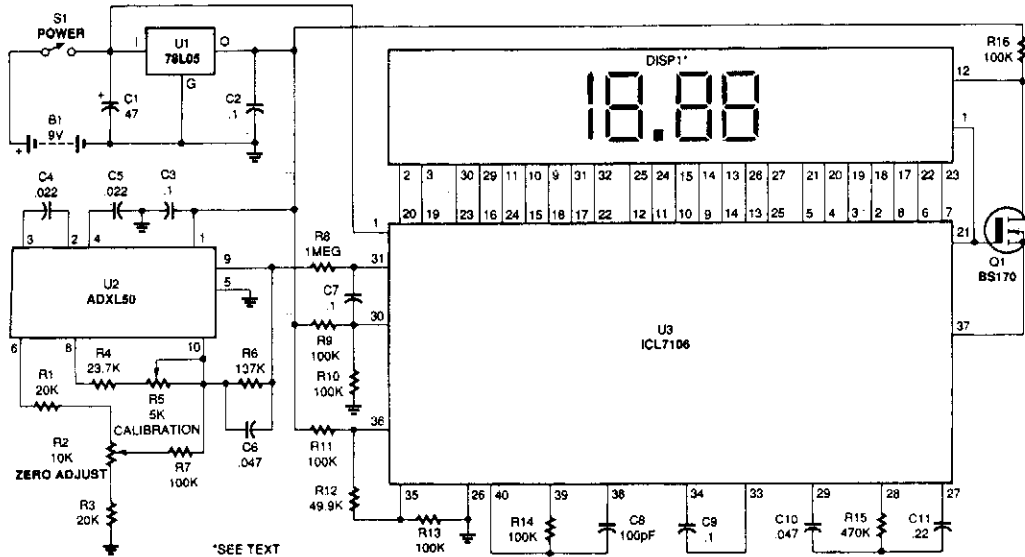 S1
POWER
I
U1
78L05
O
G
C1
47
+
C2
.1
B1
9V
+
R16
100K
DISP1*
18.88
12
1
2 3 30 29 11 10 9 31 32 25 24 15 14 13 26 27 21 20 19 18 17 22 23
20 19 23 16 24 15 18 17 22 12 11 10 9 14 13 25 5 4 3 2 8 6 7
C4
.022
C5
.022
C3
.1
3 2 4 1
U2
ADXL50
9
5
6 8 10
R8
1MEG
C7
.1
1
31
30
36
U3
ICL7106
21
37
Q1
BS170
R9
100K
R10
100K
R11
100K
R12
49.9K
R13
100K
R1
20K
R4
23.7K
R5
5K
CALIBRATION
R6
137K
C6
.047
R2
10K
ZERO ADJUST
R7
100K
R3
20K
35 26 40 39 38 34 33 29 28 27
R14
100K
C8
100pF
C9
.1
C10
.047
R15
470K
C11
.22
*SEE TEXT